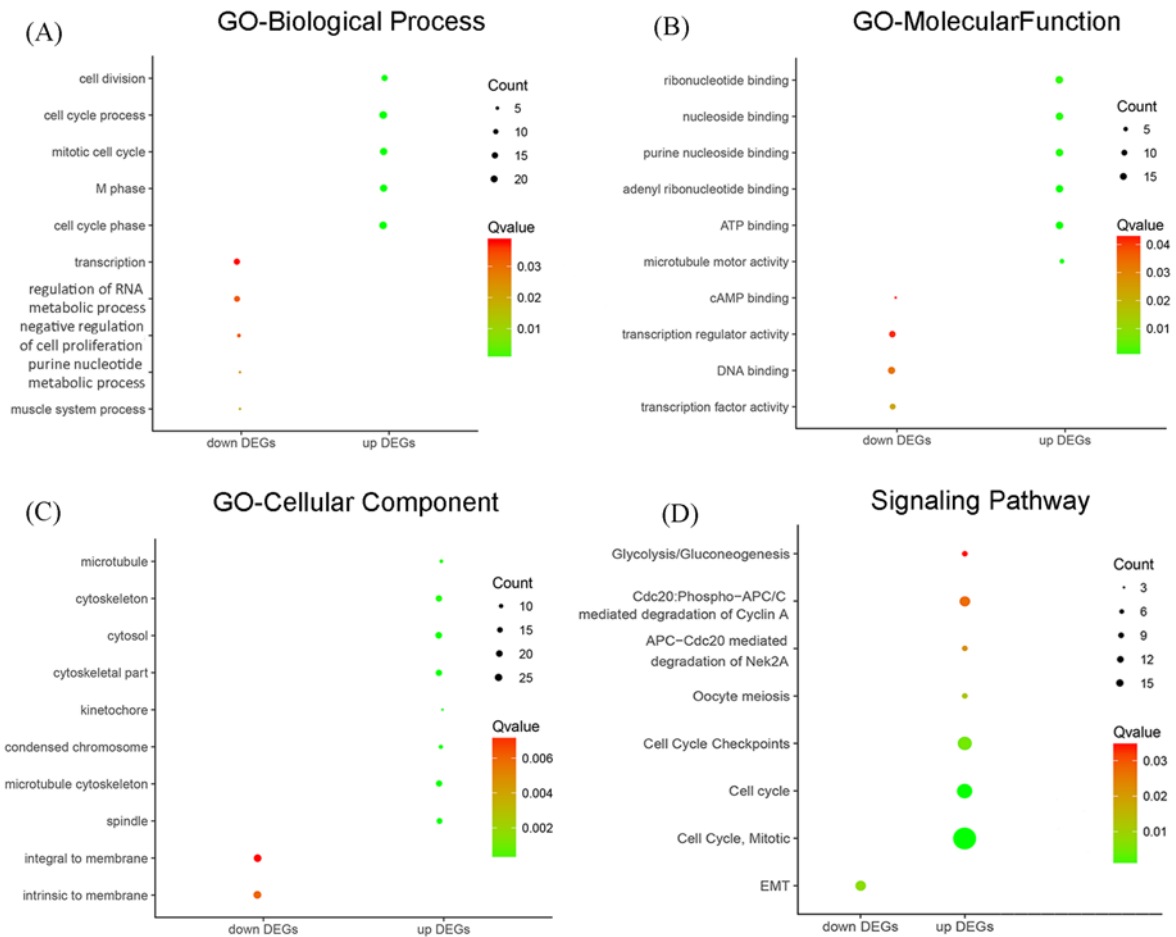 (A)
GO-Biological Process
cell division
cell cycle process
mitotic cell cycle
M phase
cell cycle phase
transcription
regulation of RNA
metabolic process
negative regulation
of cell proliferation
purine nucleotide
metabolic process
muscle system process
down DEGs
up DEGs
Count
5
10
15
20
Qvalue
0.03
0.02
0.01
(B)
GO-MolecularFunction
ribonucleotide binding
nucleoside binding
purine nucleoside binding
adenyl ribonucleotide binding
ATP binding
microtubule motor activity
cAMP binding
transcription regulator activity
DNA binding
transcription factor activity
down DEGs
up DEGs
Count
5
10
15
Qvalue
0.04
0.03
0.02
0.01
(C)
GO-Cellular Component
microtubule
cytoskeleton
cytosol
cytoskeletal part
kinetochore
condensed chromosome
microtubule cytoskeleton
spindle
integral to membrane
intrinsic to membrane
down DEGs
up DEGs
Count
10
15
20
25
Qvalue
0.006
0.004
0.002
(D)
Signaling Pathway
Glycolysis/Gluconeogenesis
Cdc20:Phospho−APC/C
mediated degradation of Cyclin A
APC−Cdc20 mediated
degradation of Nek2A
Oocyte meiosis
Cell Cycle Checkpoints
Cell cycle
Cell Cycle, Mitotic
EMT
down DEGs
up DEGs
Count
3
6
9
12
15
Qvalue
0.03
0.02
0.01